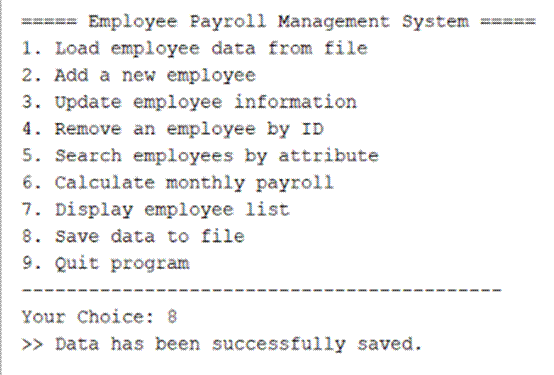 ===== Employee Payroll Management System =====
1. Load employee data from file
2. Add a new employee
3. Update employee information
4. Remove an employee by ID
5. Search employees by attribute
6. Calculate monthly payroll
7. Display employee list
8. Save data to file
9. Quit program
-------------------------------------------
Your Choice: 8
>> Data has been successfully saved.